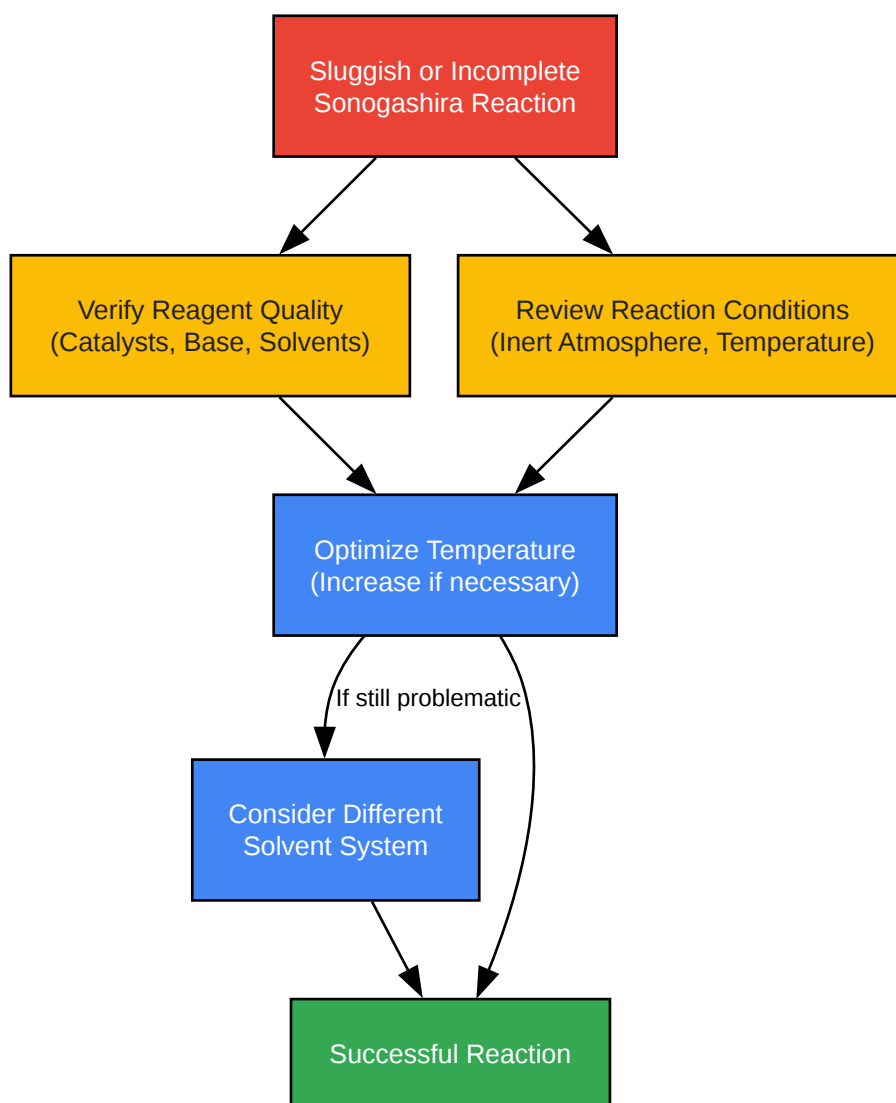 Sluggish or Incomplete
Sonogashira Reaction
Verify Reagent Quality
(Catalysts, Base, Solvents)
Review Reaction Conditions
(Inert Atmosphere, Temperature)
Optimize Temperature
(Increase if necessary)
If still problematic
Consider Different
Solvent System
Successful Reaction